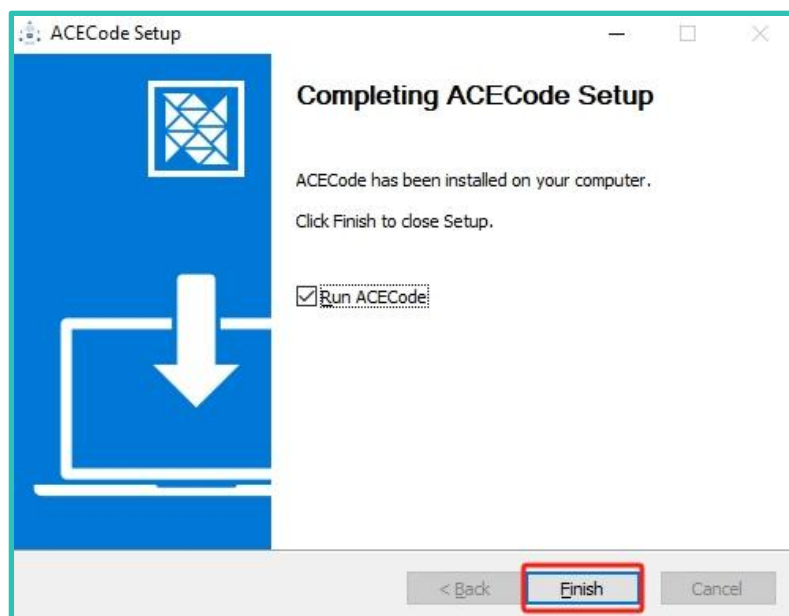 ACECode Setup
Completing ACECode Setup
ACECode has been installed on your computer.
Click Finish to close Setup.
Run ACECode
< Back
Finish
Cancel